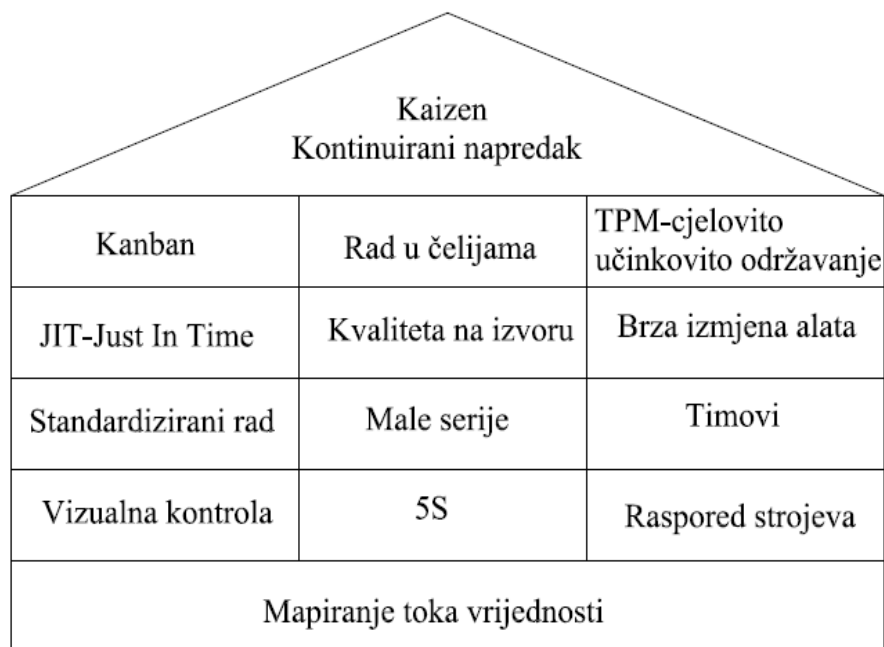 Kaizen
Kontinuirani napredak
Kanban
Rad u čelijama
TPM-cjelovito
učinkovito održavanje
JIT-Just In Time
Kvaliteta na izvoru
Brza izmjena alata
Standardizirani rad
Male serije
Timovi
Vizualna kontrola
5S
Raspored strojeva
Mapiranje toka vrijednosti